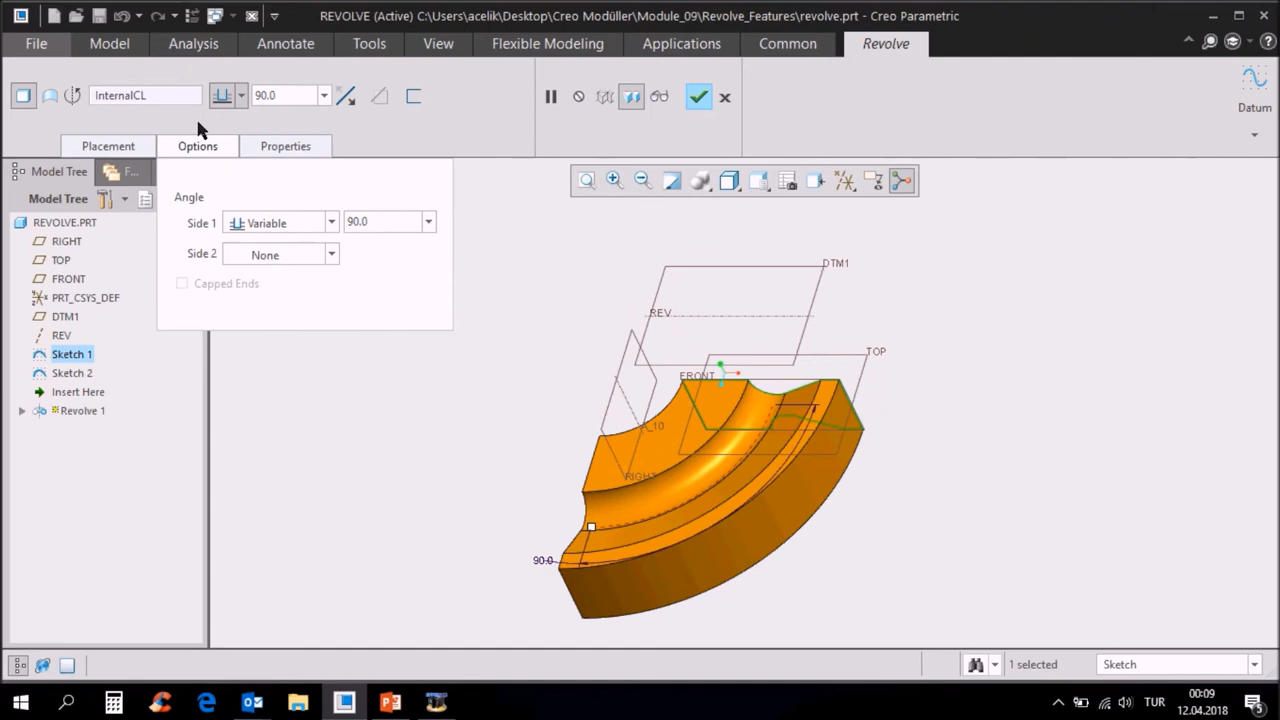 REVOLVE (Active) C:\Users\acelik\Desktop\Creo Modüller\Module_09\Revolve_Features\revolve.prt - Creo Parametric
File Model Analysis Annotate Tools View Flexible Modeling Applications Common Revolve
InternalCL 90.0
Datum
Placement Options Properties
Model Tree F...
Model Tree
Angle
REVOLVE.PRT
Side 1 Variable 90.0
RIGHT
Side 2 None
TOP
FRONT
Capped Ends
PRT_CSYS_DEF
DTM1
REV
Sketch 1
Sketch 2
Insert Here
Revolve 1
DTM1
REV
TOP
FRONT
RIGHT
90.0
1 selected Sketch
TUR 00:09
12.04.2018
5